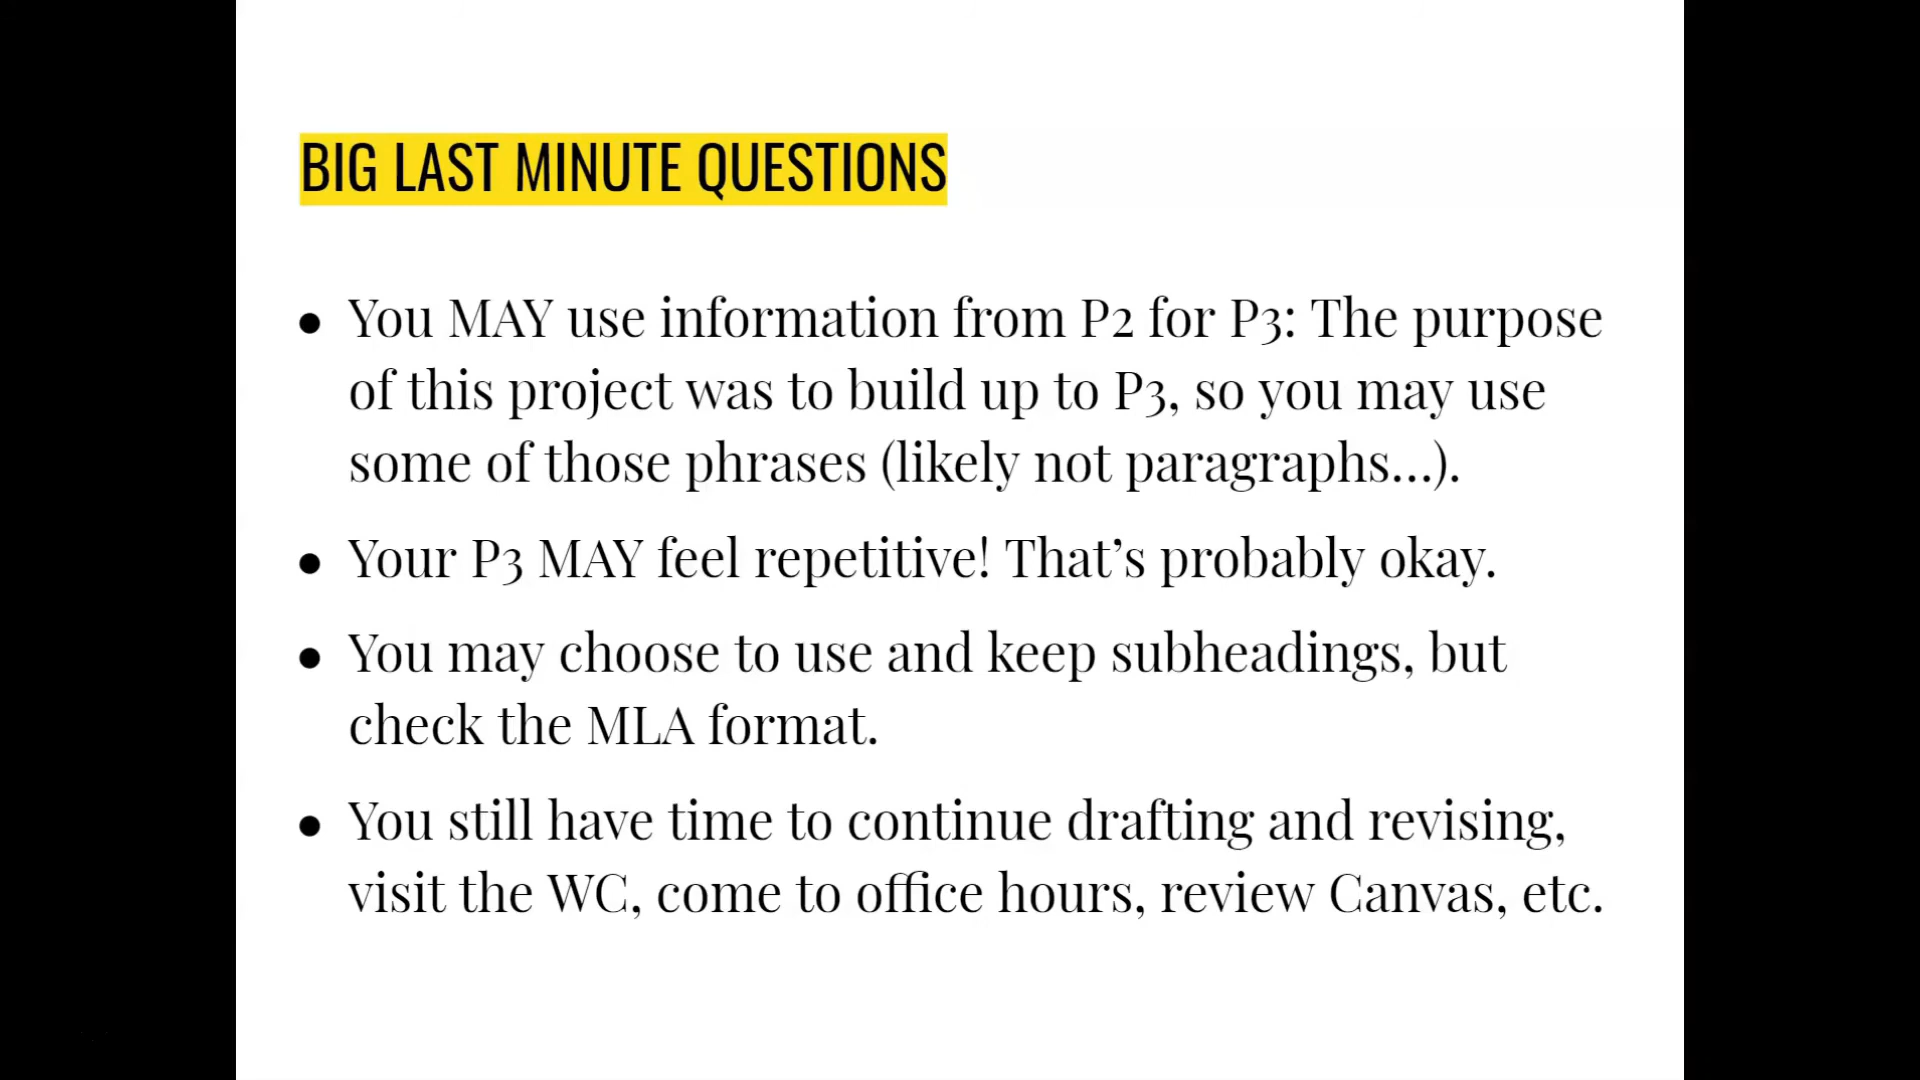 BIG LAST MINUTE QUESTIONS
● You MAY use information from P2 for P3: The purpose
of this project was to build up to P3, so you may use
some of those phrases (likely not paragraphs...).
● Your P3 MAY feel repetitive! That’s probably okay.
● You may choose to use and keep subheadings, but
check the MLA format.
● You still have time to continue drafting and revising,
visit the WC, come to office hours, review Canvas, etc.